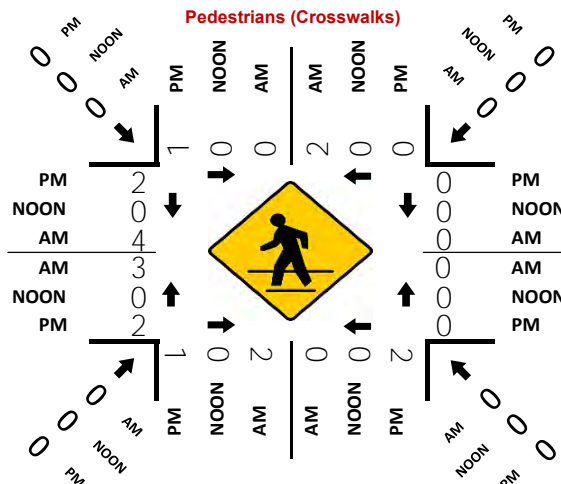 Pedestrians (Crosswalks)
0 PM
0 NOON
0 AM
PM NOON AM AM NOON PM
1 0 0 2 0 0
PM 0
NOON 0
AM 0
PM 2 0 PM
NOON 0 0 NOON
AM 4 0 AM
AM 3 0 AM
NOON 0 0 NOON
PM 2 0 PM
1 0 2 0 0 2
PM NOON AM AM NOON PM
0 AM
0 NOON
0 PM
AM 0
NOON 0
PM 0